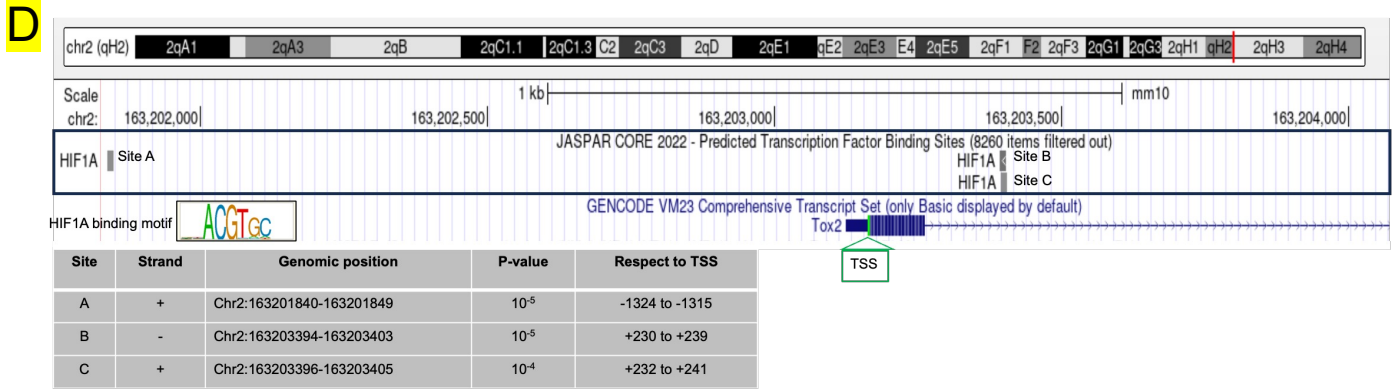 D
chr2 (qH2) 2qA1 2qA3 2qB 2qC1.1 2qC1.3 C2 2qC3 2qD 2qE1 qE2 2qE3 E4 2qE5 2qF1 F2 2qF3 2qG1 2qG3 2qH1 qH2 2qH3 2qH4
Scale 1 kb mm10
chr2: 163,202,000 163,202,500 163,203,000 163,203,500 163,204,000
JASPAR CORE 2022 - Predicted Transcription Factor Binding Sites (8260 items filtered out)
HIF1A Site A HIF1A Site B
HIF1A Site C
GENCODE VM23 Comprehensive Transcript Set (only Basic displayed by default)
HIF1A binding motif ACGTGC Tox2
TSS
Site Strand Genomic position P-value Respect to TSS
A + Chr2:163201840-163201849 10-5 -1324 to -1315
B - Chr2:163203394-163203403 10-5 +230 to +239
C + Chr2:163203396-163203405 10-4 +232 to +241